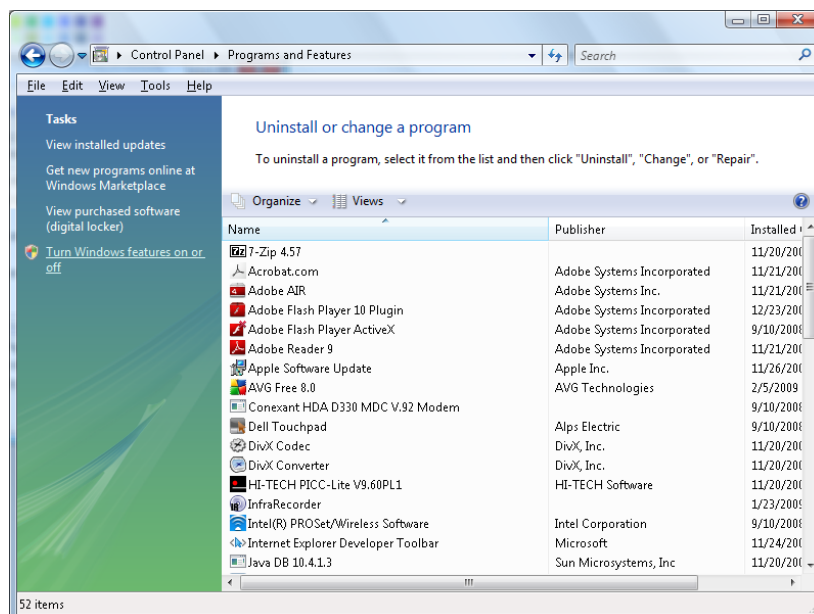 Control Panel Programs and Features
Search
File Edit View Tools Help
Tasks
View installed updates
Get new programs online at
Windows Marketplace
View purchased software
(digital locker)
Turn Windows features on or
off
Uninstall or change a program
To uninstall a program, select it from the list and then click "Uninstall", "Change", or "Repair".
Organize Views
Name Publisher Installed
7-Zip 4.57 11/20/200
Acrobat.com Adobe Systems Incorporated 11/21/200
Adobe AIR Adobe Systems Inc. 11/21/200
Adobe Flash Player 10 Plugin Adobe Systems Incorporated 12/23/200
Adobe Flash Player ActiveX Adobe Systems Incorporated 9/10/2008
Adobe Reader 9 Adobe Systems Incorporated 11/21/200
Apple Software Update Apple Inc. 11/26/200
AVG Free 8.0 AVG Technologies 2/5/2009
Conexant HDA D330 MDC V.92 Modem 9/10/2008
Dell Touchpad Alps Electric 9/10/2008
DivX Codec DivX, Inc. 11/20/200
DivX Converter DivX, Inc. 11/20/200
HI-TECH PICC-Lite V9.60PL1 HI-TECH Software 11/20/200
InfraRecorder 1/23/2009
Intel(R) PROSet/Wireless Software Intel Corporation 9/10/2008
Internet Explorer Developer Toolbar Microsoft 11/24/200
Java DB 10.4.1.3 Sun Microsystems, Inc 11/20/200
52 items